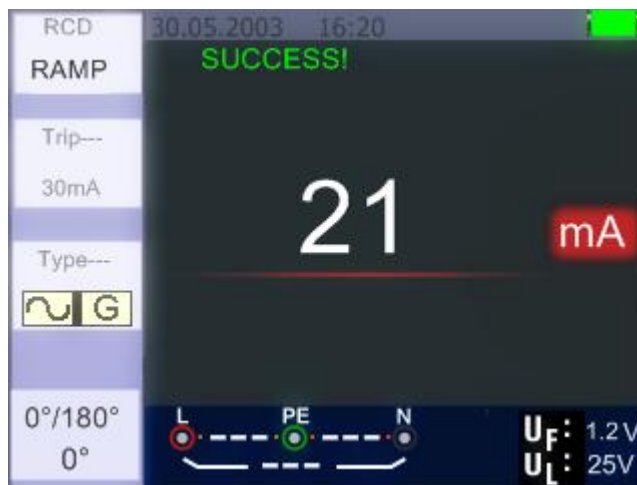 RCD
30.05.2003 16:20
RAMP
SUCCESS!
Trip---
30mA
21
mA
Type---
G
0°/180°
0°
L PE N
UF: 1.2V
UL: 25V